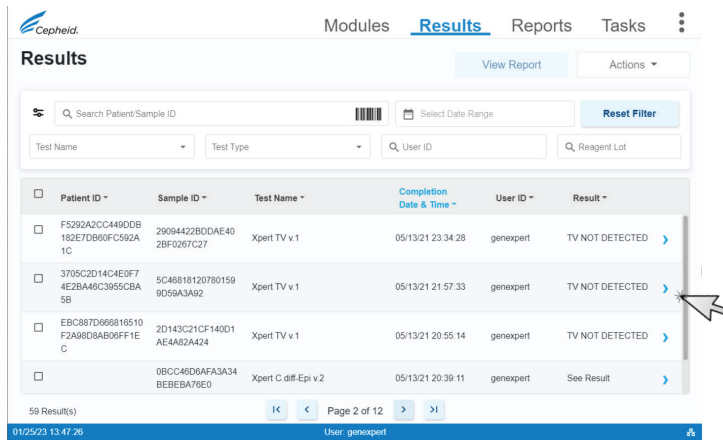 Cepheid.
Modules Results Reports Tasks
Results
View Report
Actions
Search Patient/Sample ID
Select Date Range
Reset Filter
Test Name
Test Type
User ID
Reagent Lot
Patient ID Sample ID Test Name Completion Date & Time User ID Result
F5292A2CC449DDB
182E7DB60FC592A
1C
29094422BDDAE40
2BF0267C27
Xpert TV v.1
05/13/21 23:34:28
genexpert
TV NOT DETECTED
3705C2D14C4E0F7
4E2BA46C3955CBA
5B
5C46818120780159
9D59A3A92
Xpert TV v.1
05/13/21 21:57:33
genexpert
TV NOT DETECTED
EBC887D666816510
F2A98D8AB06FF1E
C
2D143C21CF140D1
AE4A82A424
Xpert TV v.1
05/13/21 20:55:14
genexpert
TV NOT DETECTED
0BCC46D6AFA3A34
BEBEBA76E0
Xpert C.diff-Epi v.2
05/13/21 20:39:11
genexpert
See Result
59 Result(s)
Page 2 of 12
01/25/23 13:47:26
User: genexpert